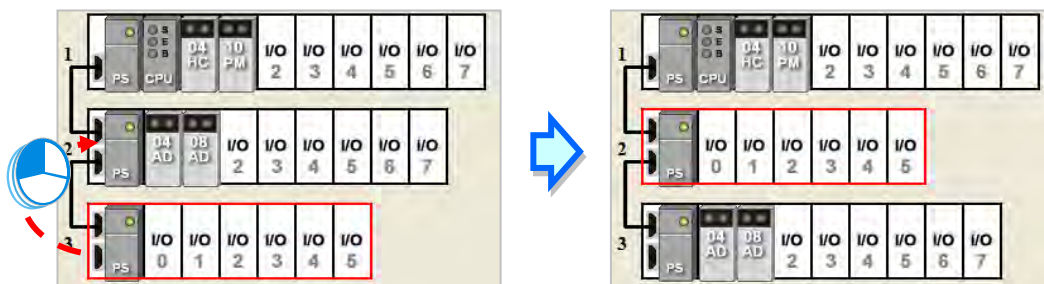 1 PS CPU S E B 04 HC 10 PM I/O 2 I/O 3 I/O 4 I/O 5 I/O 6 I/O 7
2 PS 04 AD 08 AD I/O 2 I/O 3 I/O 4 I/O 5 I/O 6 I/O 7
3 PS I/O 0 I/O 1 I/O 2 I/O 3 I/O 4 I/O 5
1 PS CPU S E B 04 HC 10 PM I/O 2 I/O 3 I/O 4 I/O 5 I/O 6 I/O 7
2 PS I/O 0 I/O 1 I/O 2 I/O 3 I/O 4 I/O 5
3 PS 04 AD 08 AD I/O 2 I/O 3 I/O 4 I/O 5 I/O 6 I/O 7